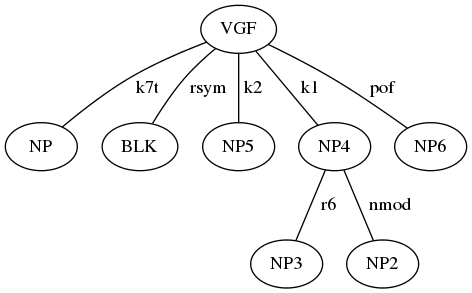 VGF
k7t rsym k2 k1 pof
NP BLK NP5 NP4 NP6
r6 nmod
NP3 NP2